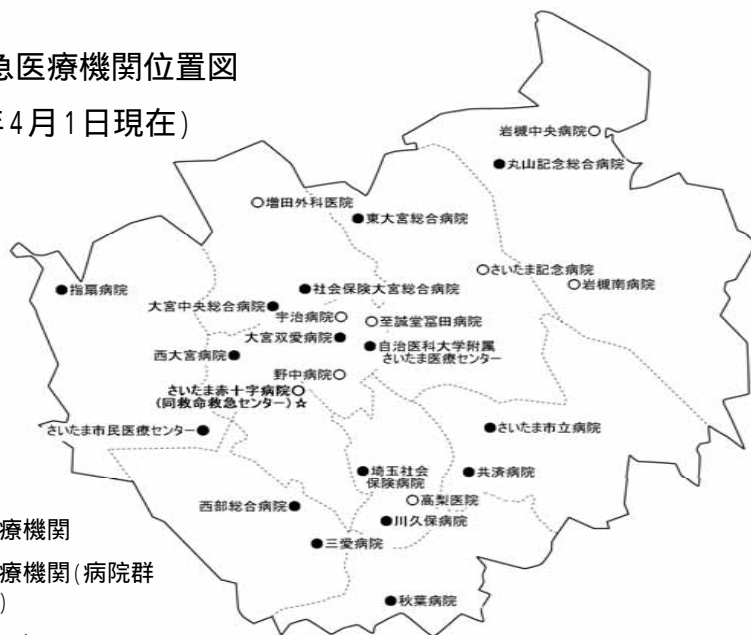 急医療機関位置図
年4月1日現在)
岩槻中央病院○
●丸山記念総合病院
○増田外科医院
●東大宮総合病院
さいたま記念病院
○岩槻南病院
●指扇病院
●社会保険大宮総合病院
大宮中央総合病院●
宇治病院○
○至誠堂冨田病院
大宮双愛病院●
●自治医科大学附属
さいたま医療センター
西大宮病院●
野中病院○
さいたま赤十字病院○
(同救命救急センター)☆
さいたま市民医療センター●
●さいたま市立病院
●埼玉社会
保険病院
●共済病院
西部総合病院●
○高梨医院
●川久保病院
●三愛病院
●秋葉病院
療機関
療機関(病院群
)